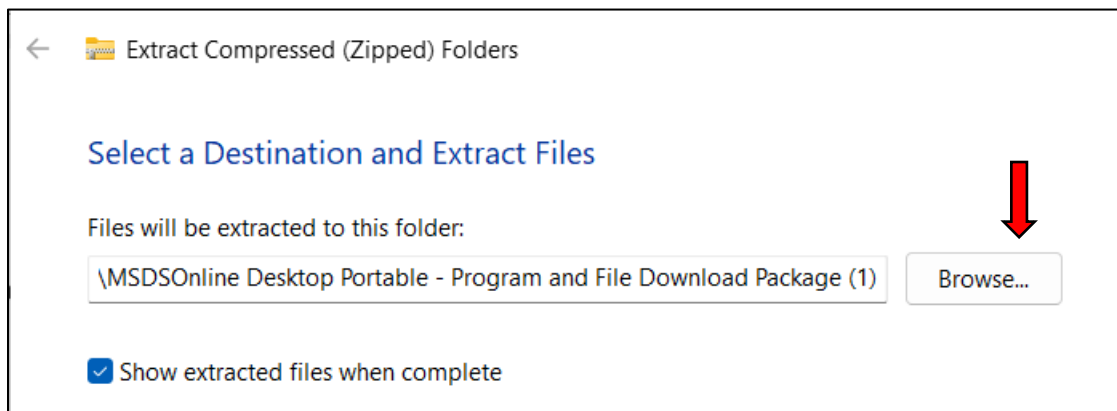 Extract Compressed (Zipped) Folders
Select a Destination and Extract Files
Files will be extracted to this folder:
\MSDSOnline Desktop Portable - Program and File Download Package (1)
Browse...
Show extracted files when complete